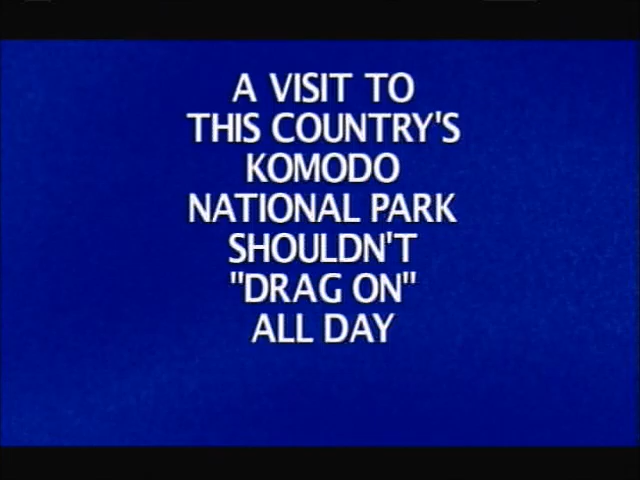 A VISIT TO
THIS COUNTRY'S
KOMODO
NATIONAL PARK
SHOULDN'T
"DRAG ON"
ALL DAY